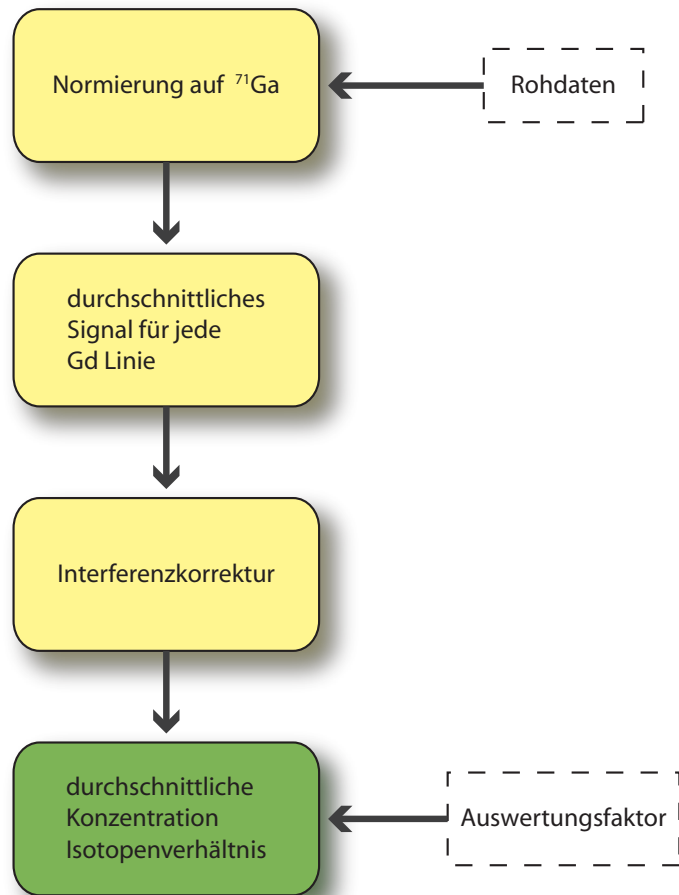 Normierung auf ⁷¹Ga
Rohdaten
durchschnittliches
Signal für jede
Gd Linie
Interferenzkorrektur
durchschnittliche
Konzentration
Isotopenverhältnis
Auswertungsfaktor